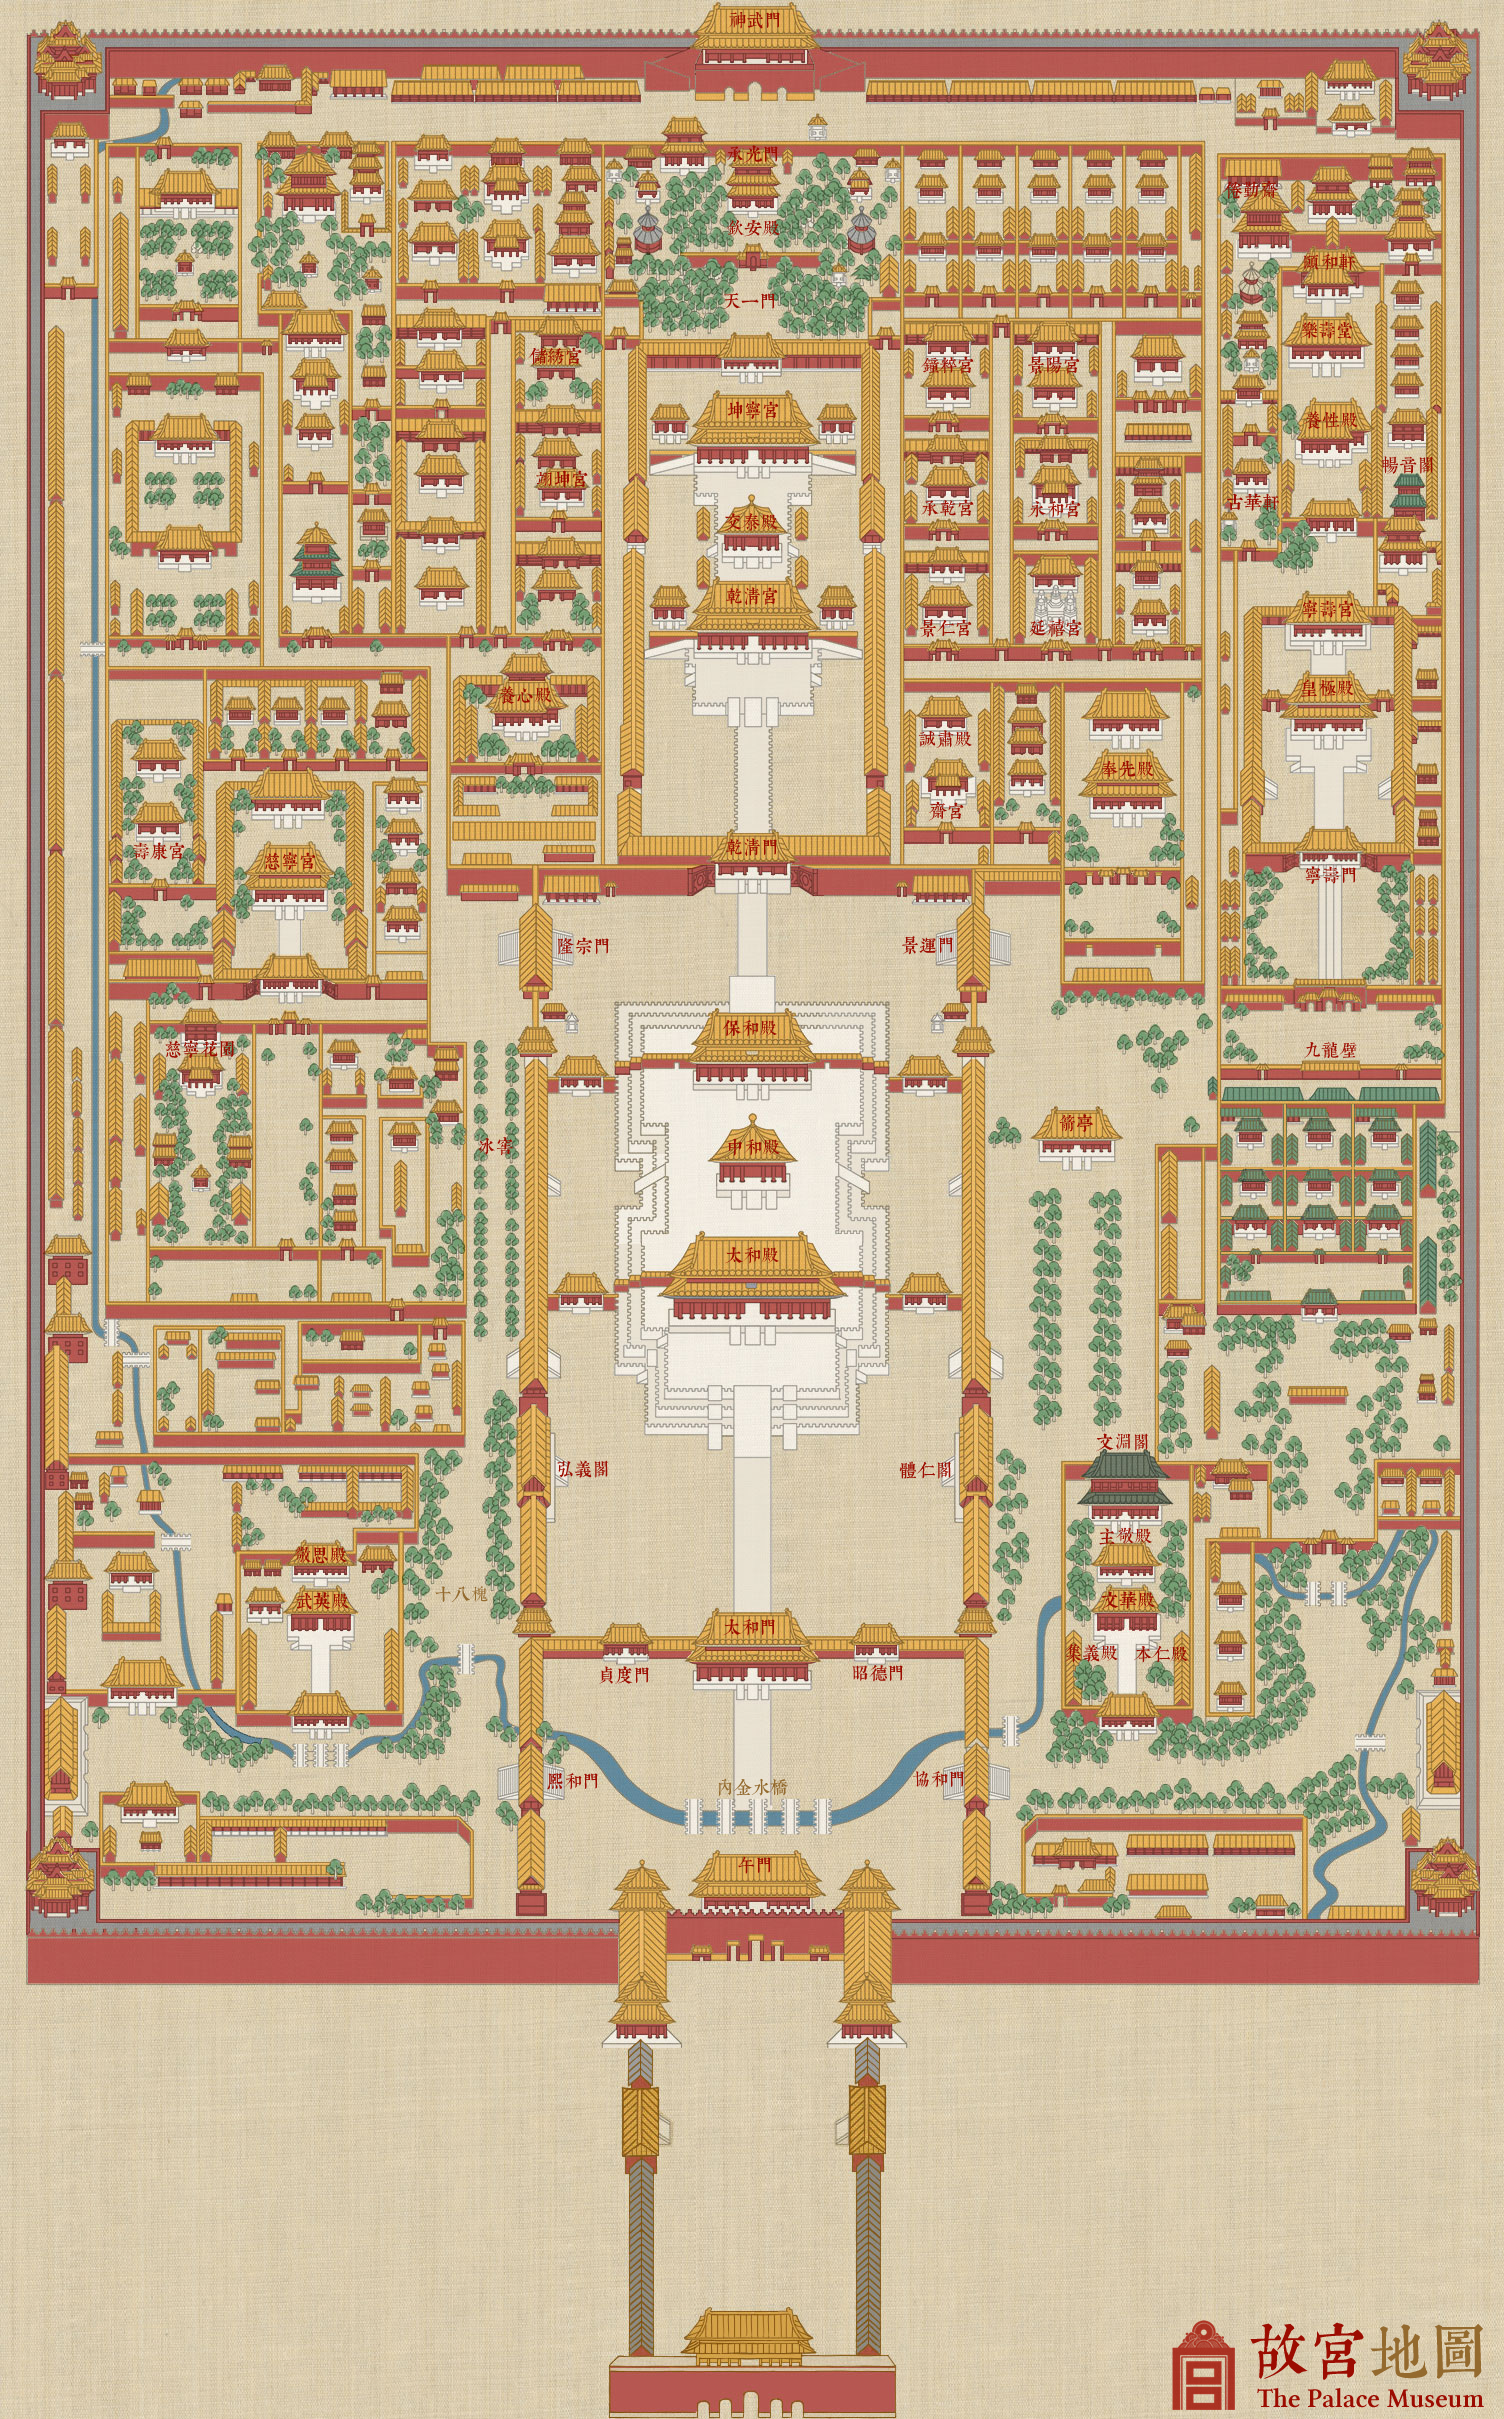 神武門
承光門
欽安殿
天一門
倦勤齋
頤和軒
樂壽堂
儲綉宮
鐘粹宮
景陽宮
坤寧宮
養性殿
暢音閣
翊坤宮
古華軒
承乾宮
永和宮
交泰殿
乾清宮
寧壽宮
景仁宮
延禧宮
養心殿
皇極殿
誠肅殿
奉先殿
齋宮
壽康宮
慈寧宮
乾清門
寧壽門
隆宗門
景運門
保和殿
慈寧花園
九龍壁
箭亭
冰窖
中和殿
太和殿
文淵閣
弘義閣
體仁閣
主敬殿
敬思殿
十八槐
武英殿
文華殿
太和門
集義殿
本仁殿
貞度門
昭德門
熙和門
協和門
內金水橋
午門
故宮地圖
The Palace Museum